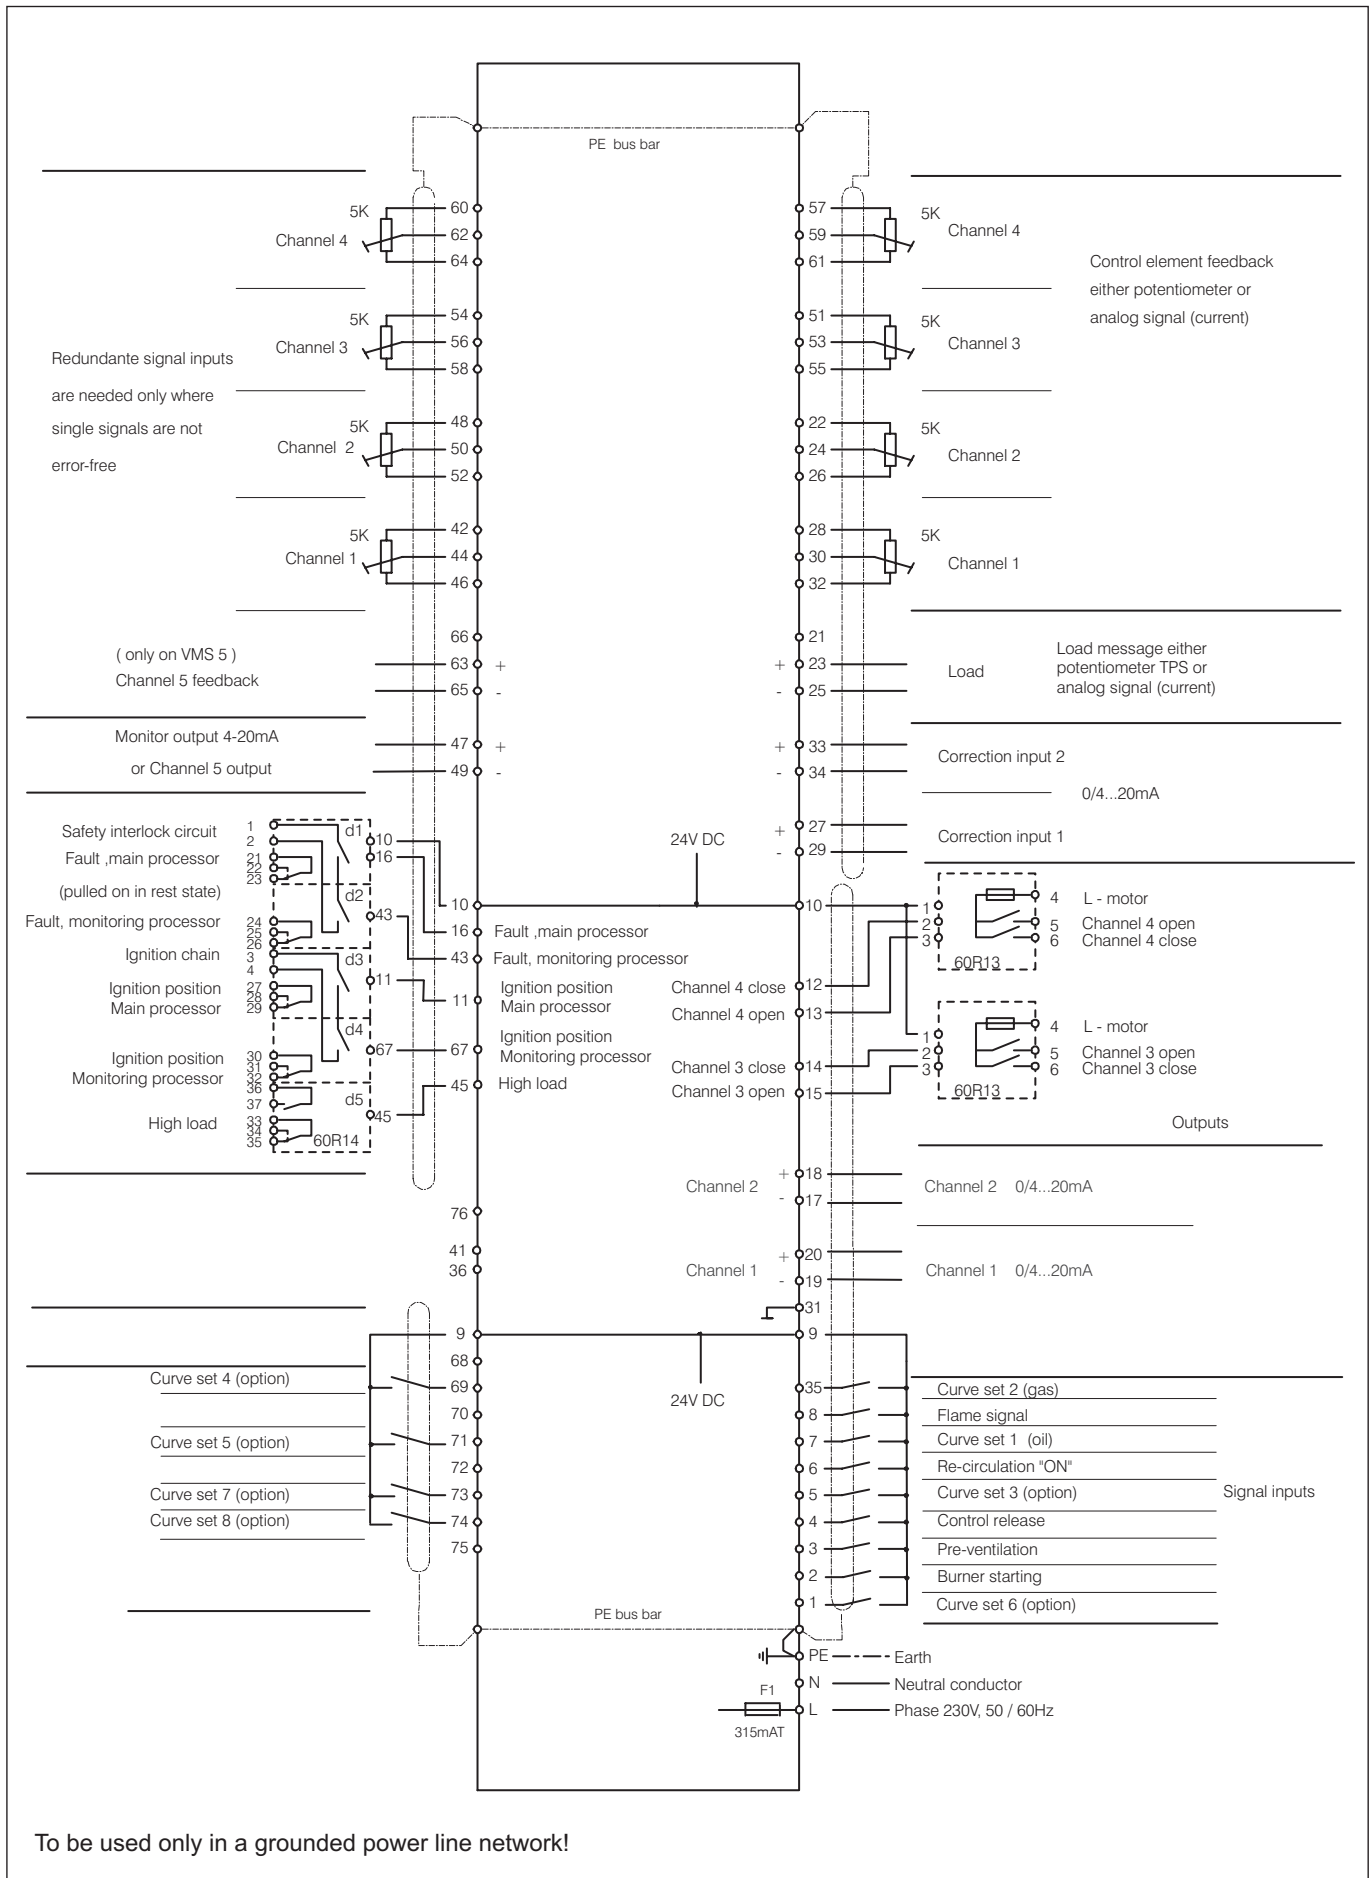 PE bus bar
5K
Channel 4
60
62
64
57
59
61
5K
Channel 4
Control element feedback
either potentiometer or
analog signal (current)
5K
Channel 3
54
56
58
51
53
55
5K
Channel 3
Redundante signal inputs
are needed only where
single signals are not
error-free
5K
Channel 2
48
50
52
22
24
26
5K
Channel 2
5K
Channel 1
42
44
46
28
30
32
5K
Channel 1
( only on VMS 5 )
Channel 5 feedback
66
63 +
65 -
21
+ 23
- 25
Load
Load message either
potentiometer TPS or
analog signal (current)
Monitor output 4-20mA
or Channel 5 output
47 +
49 -
+ 33
- 34
Correction input 2
0/4...20mA
+ 27
- 29
Correction input 1
Safety interlock circuit
Fault ,main processor
(pulled on in rest state)
Fault, monitoring processor
Ignition chain
Ignition position
Main processor
Ignition position
Monitoring processor
High load
1
2
21
22
23
24
25
26
3
4
27
28
29
30
31
32
36
37
33
34
35
d1
d2
d3
d4
d5
60R14
10
16
43
11
67
45
10
16 Fault ,main processor
43 Fault, monitoring processor
11 Ignition position
Main processor
67 Ignition position
Monitoring processor
45 High load
24V DC
10
Channel 4 close 12
Channel 4 open 13
Channel 3 close 14
Channel 3 open 15
1
2
3
60R13
4 L - motor
5 Channel 4 open
6 Channel 4 close
1
2
3
60R13
4 L - motor
5 Channel 3 open
6 Channel 3 close
Outputs
Channel 2 + 18
- 17
Channel 2 0/4...20mA
Channel 1 + 20
- 19
Channel 1 0/4...20mA
31
76
41
36
9
68
69
70
71
72
73
74
75
Curve set 4 (option)
Curve set 5 (option)
Curve set 7 (option)
Curve set 8 (option)
24V DC
9
35 Curve set 2 (gas)
8 Flame signal
7 Curve set 1 (oil)
6 Re-circulation "ON"
5 Curve set 3 (option)
4 Control release
3 Pre-ventilation
2 Burner starting
1 Curve set 6 (option)
Signal inputs
PE bus bar
PE Earth
N Neutral conductor
F1
L Phase 230V, 50 / 60Hz
315mAT
To be used only in a grounded power line network!